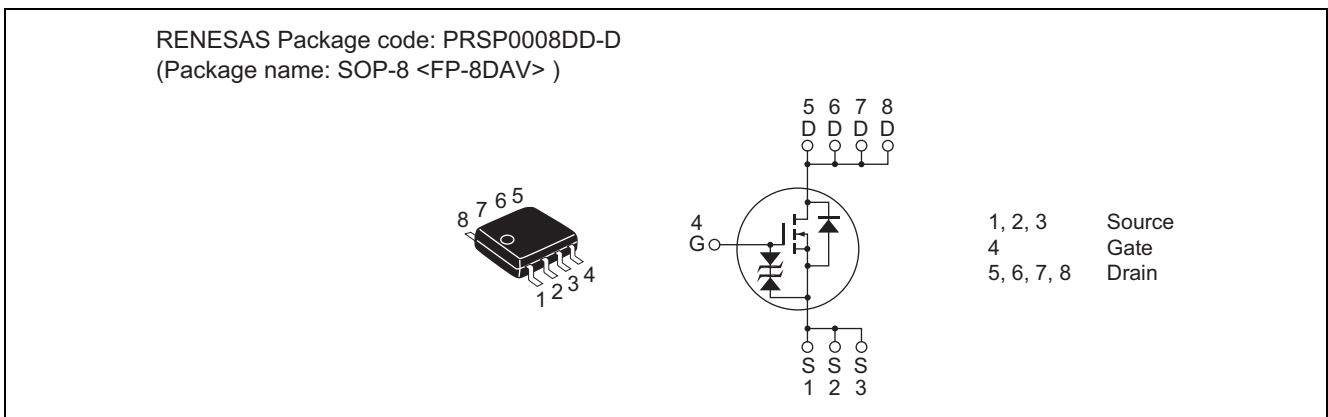 RENESAS Package code: PRSP0008DD-D
(Package name: SOP-8 <FP-8DAV> )
8 7 6 5
1 2 3 4
5 6 7 8
D D D D
4
G
S S S
1 2 3
1, 2, 3 Source
4 Gate
5, 6, 7, 8 Drain